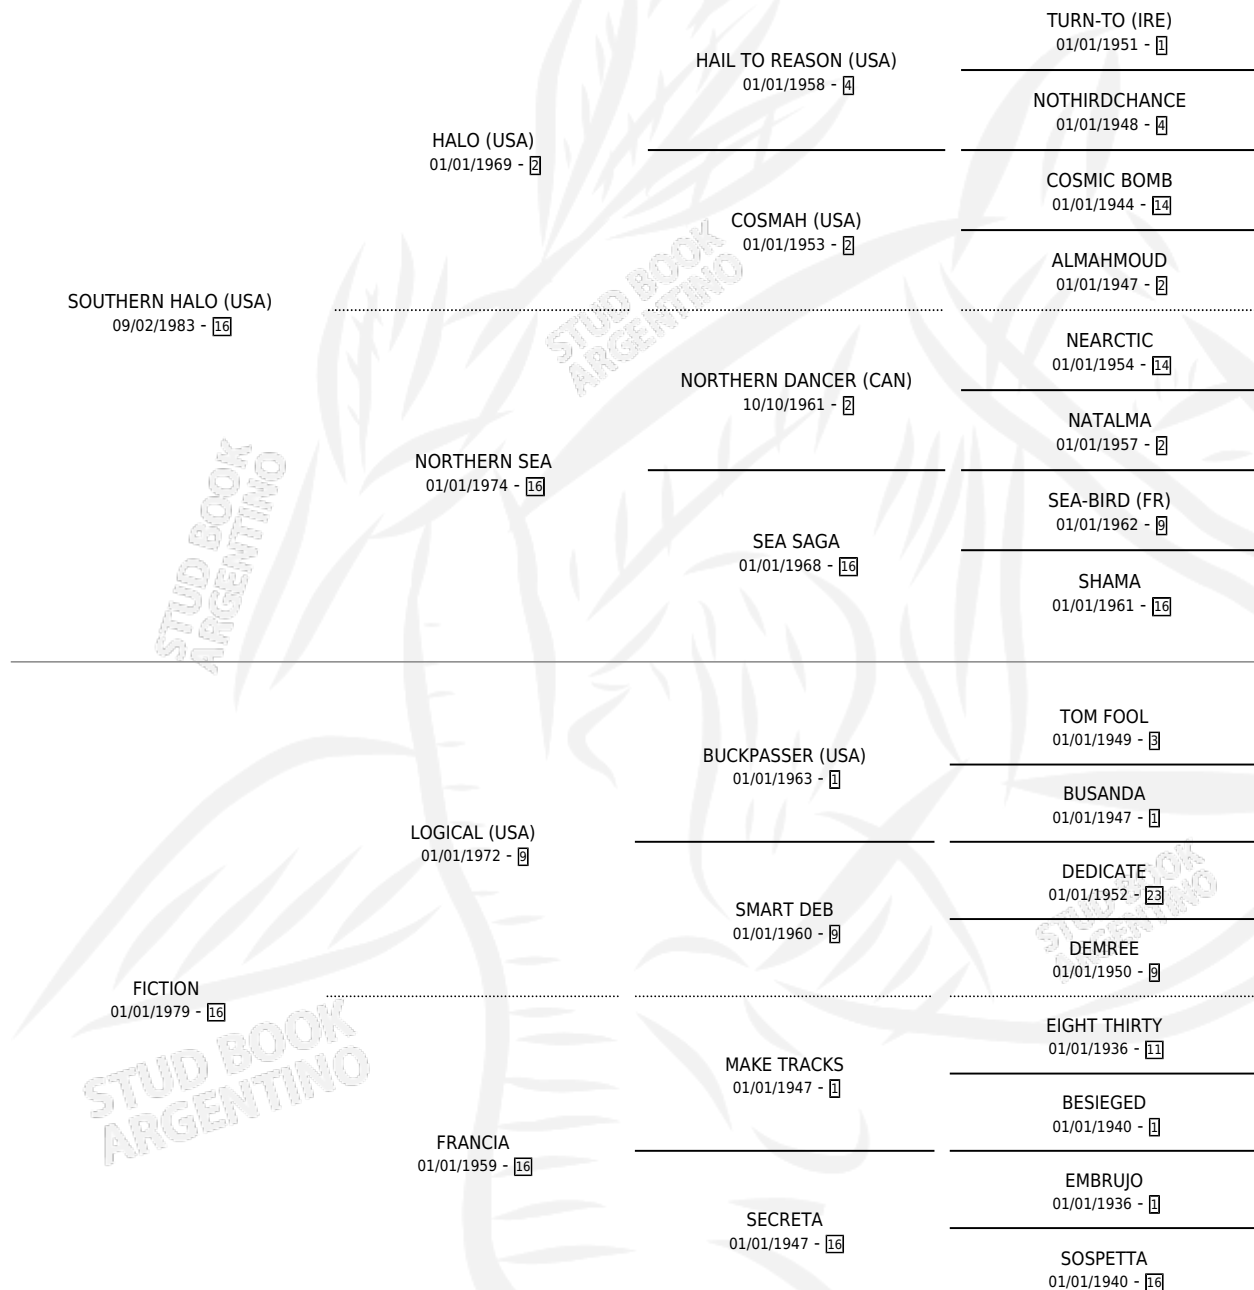 TURN-TO (IRE)
01/01/1951 - 1
HAIL TO REASON (USA)
01/01/1958 - 4
NOTHIRDCHANCE
01/01/1948 - 4
HALO (USA)
01/01/1969 - 2
COSMIC BOMB
01/01/1944 - 14
COSMAH (USA)
01/01/1953 - 2
ALMAHMOUD
01/01/1947 - 2
SOUTHERN HALO (USA)
09/02/1983 - 16
NEARCTIC
01/01/1954 - 14
NORTHERN DANCER (CAN)
10/10/1961 - 2
NATALMA
01/01/1957 - 2
NORTHERN SEA
01/01/1974 - 16
SEA-BIRD (FR)
01/01/1962 - 9
SEA SAGA
01/01/1968 - 16
SHAMA
01/01/1961 - 16
TOM FOOL
01/01/1949 - 3
BUCKPASSER (USA)
01/01/1963 - 1
BUSANDA
01/01/1947 - 1
LOGICAL (USA)
01/01/1972 - 9
DEDICATE
01/01/1952 - 23
SMART DEB
01/01/1960 - 9
DEMREE
01/01/1950 - 9
FICTION
01/01/1979 - 16
EIGHT THIRTY
01/01/1936 - 11
MAKE TRACKS
01/01/1947 - 1
BESIEGED
01/01/1940 - 1
FRANCIA
01/01/1959 - 16
EMBRUJO
01/01/1936 - 1
SECRETA
01/01/1947 - 16
SOSPETTA
01/01/1940 - 16
STUD BOOK
ARGENTINO
STUD BOOK
ARGENTINO
STUD BOOK
ARGENTINO
STUD BOOK
ARGENTINO